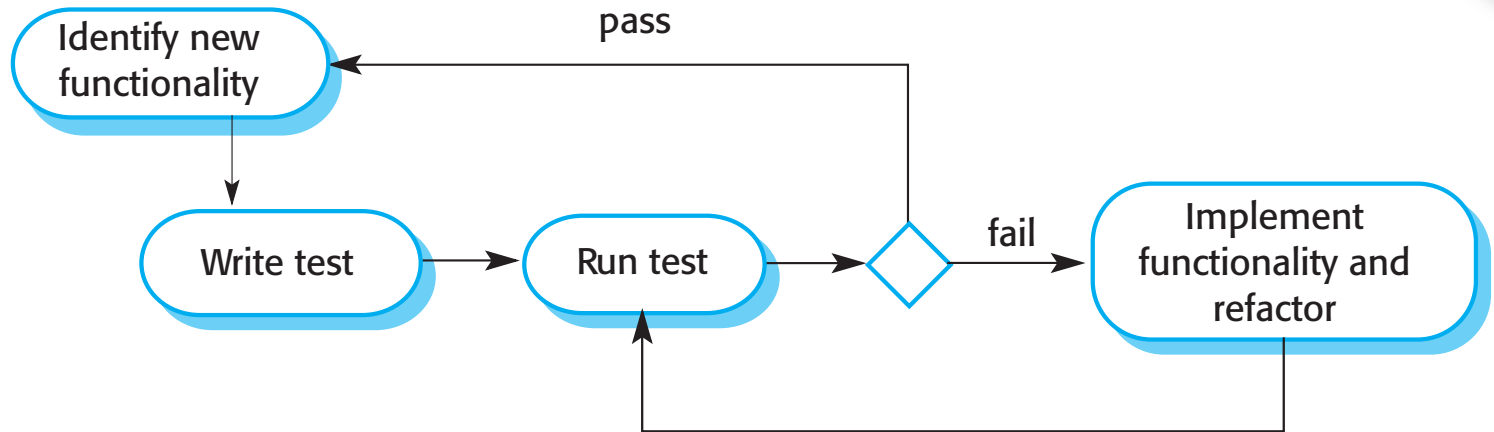 Identify new
functionality
pass
Write test
Run test
fail
Implement
functionality and
refactor